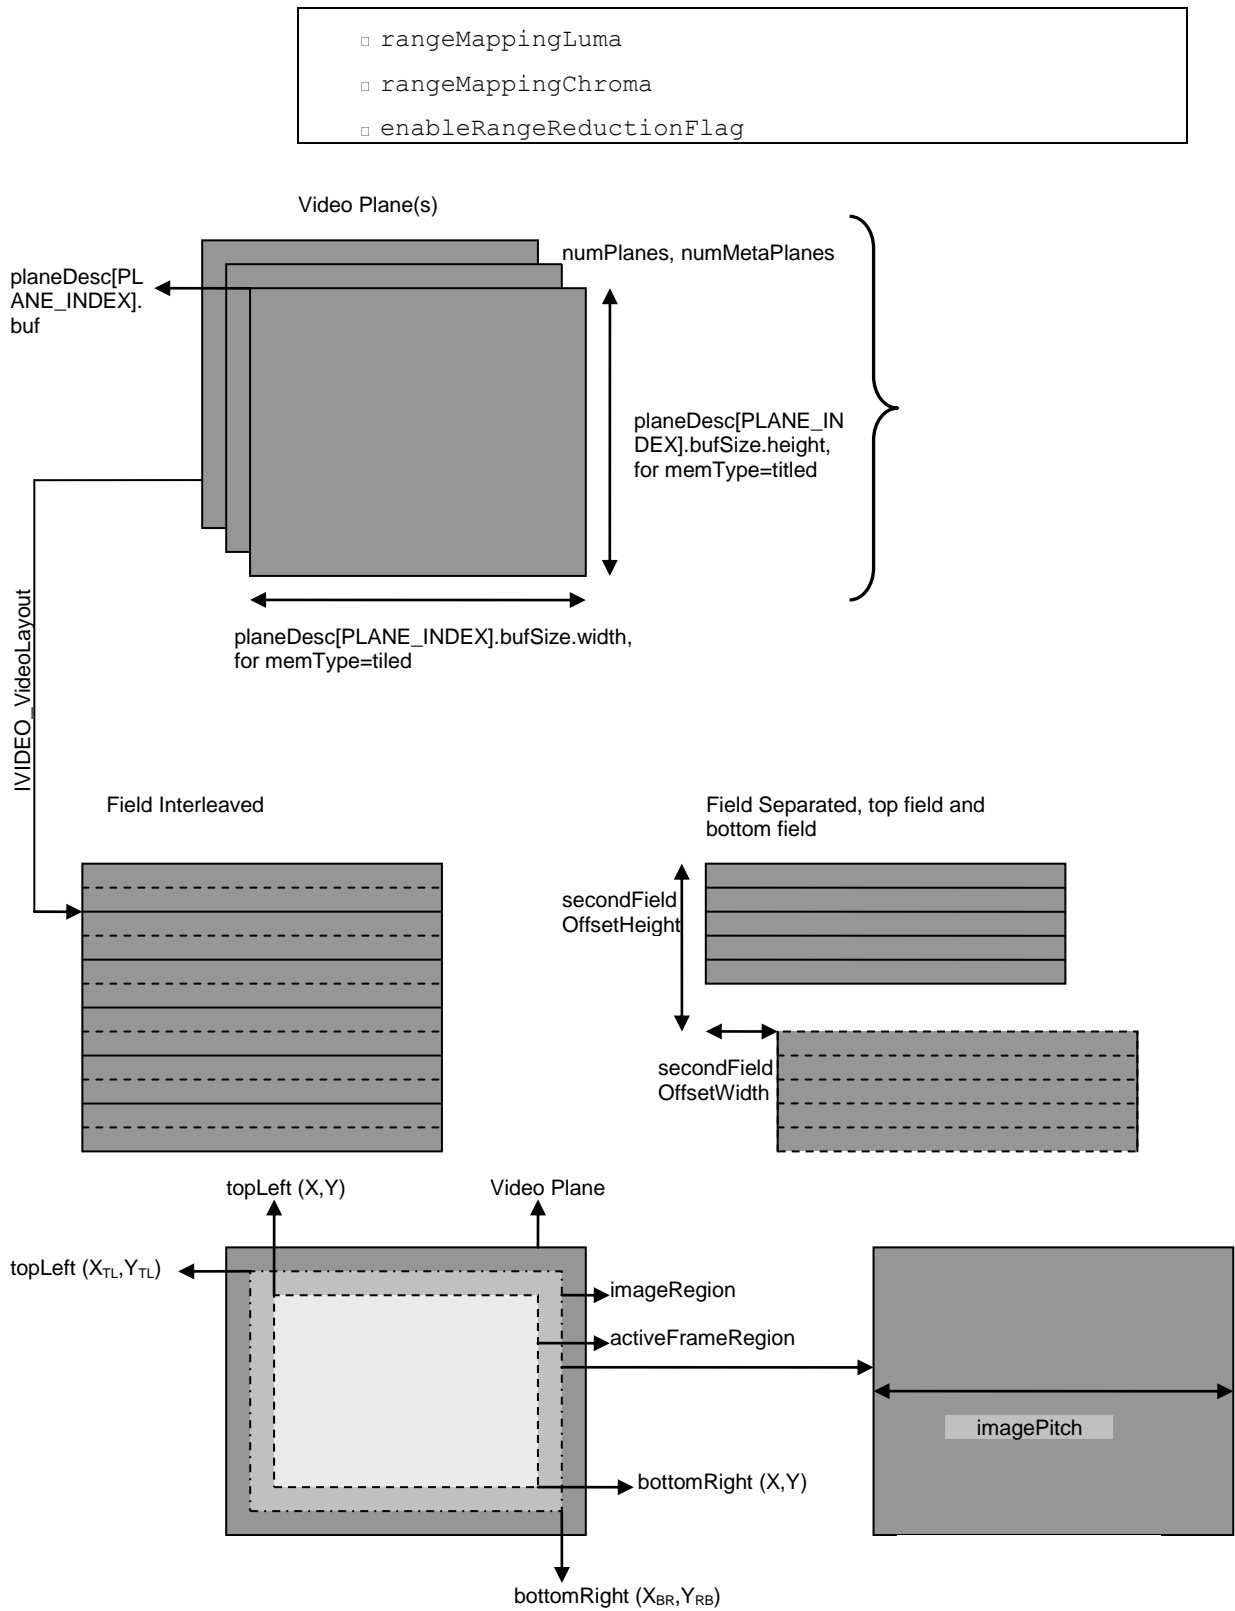 rangeMappingLuma
rangeMappingChroma
enableRangeReductionFlag
Video Plane(s)
numPlanes, numMetaPlanes
planeDesc[PL
ANE_INDEX].
buf
planeDesc[PLANE_IN
DEX].bufSize.height,
for memType=titled
planeDesc[PLANE_INDEX].bufSize.width,
for memType=tiled
IVIDEO_VideoLayout
Field Interleaved
Field Separated, top field and
bottom field
secondField
OffsetHeight
secondField
OffsetWidth
topLeft (X,Y)
Video Plane
topLeft (XTL,YTL)
imageRegion
activeFrameRegion
imagePitch
bottomRight (X,Y)
bottomRight (XBR,YRB)